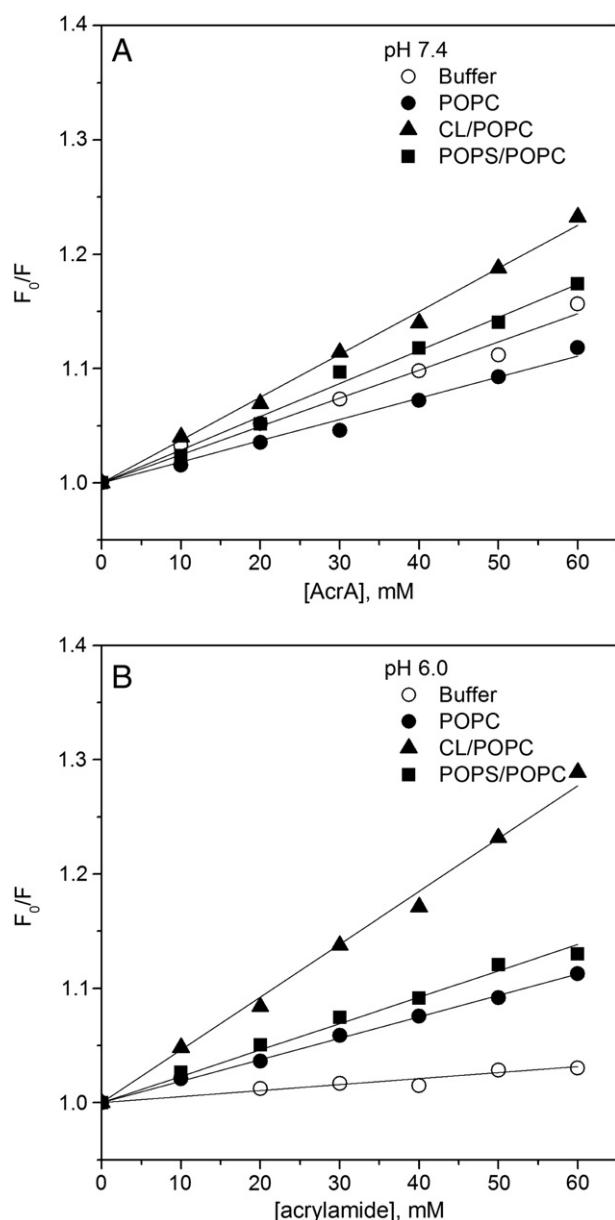 A
pH 7.4
Buffer
POPC
CL/POPC
POPS/POPC
1.4
1.3
1.2
1.1
1.0
F₀/F
0 10 20 30 40 50 60
[AcrA], mM
B
pH 6.0
Buffer
POPC
CL/POPC
POPS/POPC
1.4
1.3
1.2
1.1
1.0
F₀/F
0 10 20 30 40 50 60
[acrylamide], mM